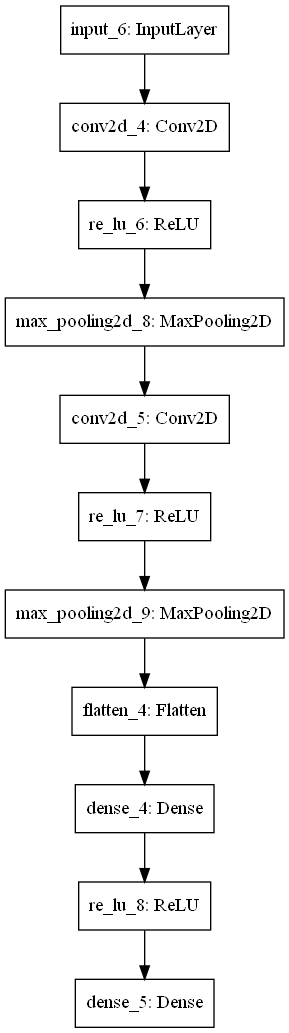 input_6: InputLayer
conv2d_4: Conv2D
re_lu_6: ReLU
max_pooling2d_8: MaxPooling2D
conv2d_5: Conv2D
re_lu_7: ReLU
max_pooling2d_9: MaxPooling2D
flatten_4: Flatten
dense_4: Dense
re_lu_8: ReLU
dense_5: Dense